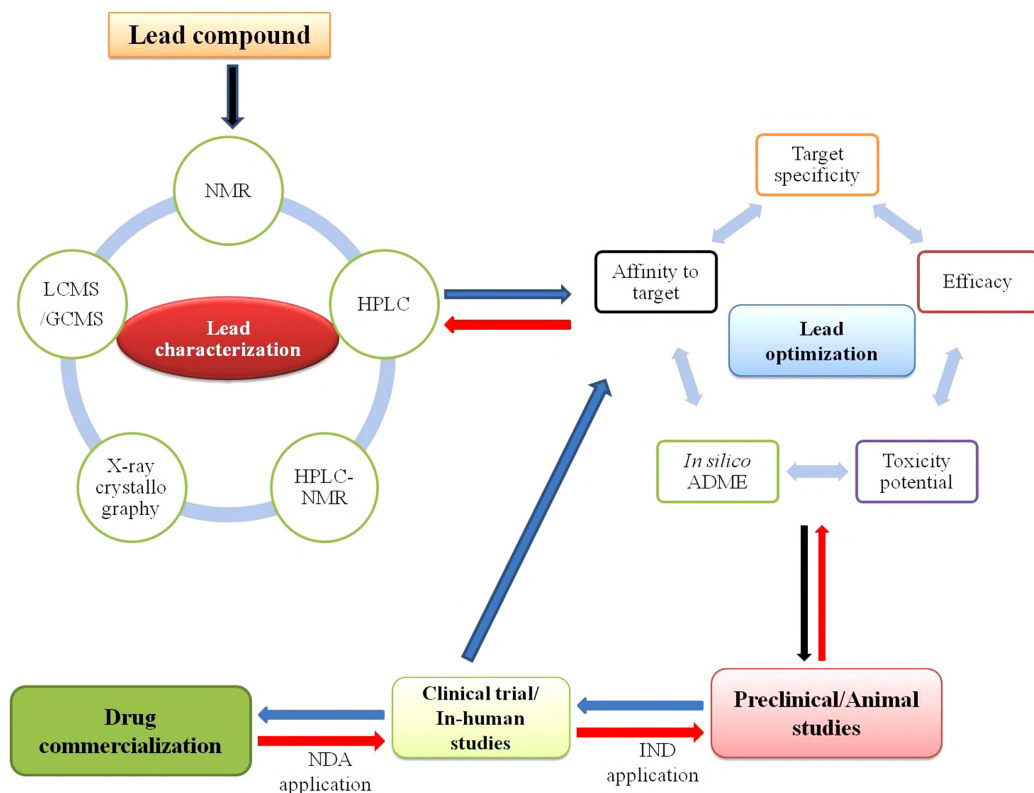 Lead compound
NMR
LCMS
/GCMS
HPLC
Lead
characterization
X-ray
crystallo
graphy
HPLC-
NMR
Target
specificity
Affinity to
target
Efficacy
Lead
optimization
In silico
ADME
Toxicity
potential
Drug
commercialization
NDA
application
Clinical trial/
In-human
studies
IND
application
Preclinical/Animal
studies